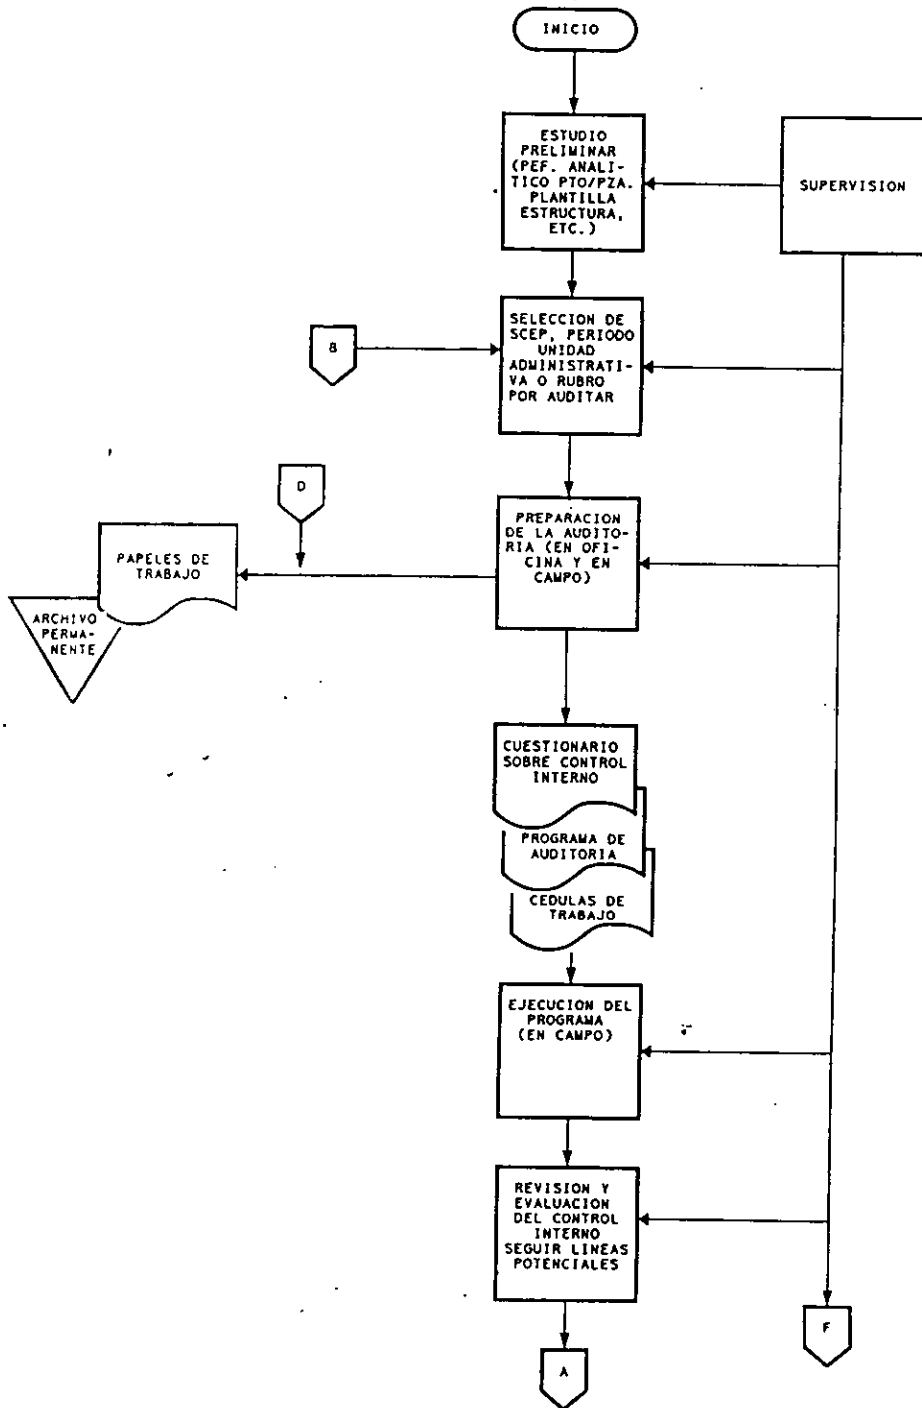 INICIO
ESTUDIO
PRELIMINAR
(PEF. ANALI-
TICO PTO/PZA.
PLANTILLA
ESTRUCTURA,
ETC.)
SUPERVISION
SELECCION DE
SCEP, PERIODO
UNIDAD
ADMINISTRATI-
VA O RUBRO
POR AUDITAR
B
D
PREPARACION
DE LA AUDITO-
RIA (EN OFI-
CINA Y EN
CAMPO)
PAPELES DE
TRABAJO
ARCHIVO
PERMA-
NENTE
CUESTIONARIO
SOBRE CONTROL
INTERNO
PROGRAMA DE
AUDITORIA
CEDULAS DE
TRABAJO
EJECUCION DEL
PROGRAMA
(EN CAMPO)
REVISION Y
EVALUACION
DEL CONTROL
INTERNO
SEGUIR LINEAS
POTENCIALES
F
A